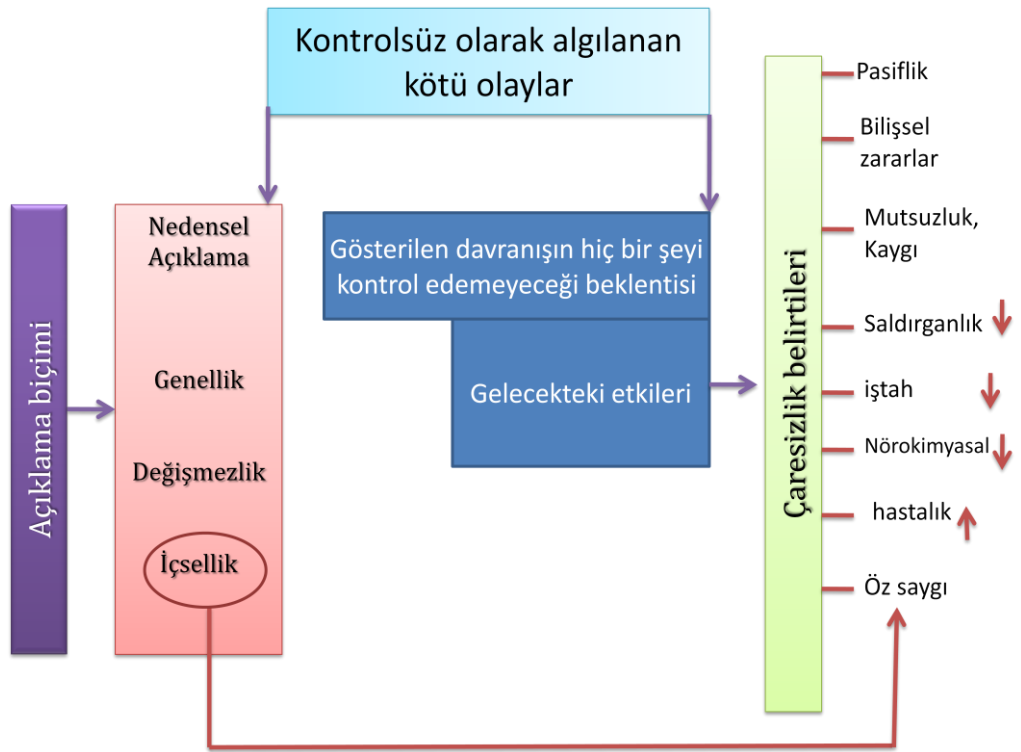 Kontrolsüz olarak algılanan
kötü olaylar
Açıklama biçimi
Nedensel
Açıklama
Genellik
Değişmezlik
İçsellik
Gösterilen davranışın hiç bir şeyi
kontrol edemeyeceği beklentisi
Gelecekteki etkileri
Çaresizlik belirtileri
Pasiflik
Bilişsel
zararlar
Mutsuzluk,
Kaygı
Saldırganlık
iştah
Nörokimyasal
hastalık
Öz saygı